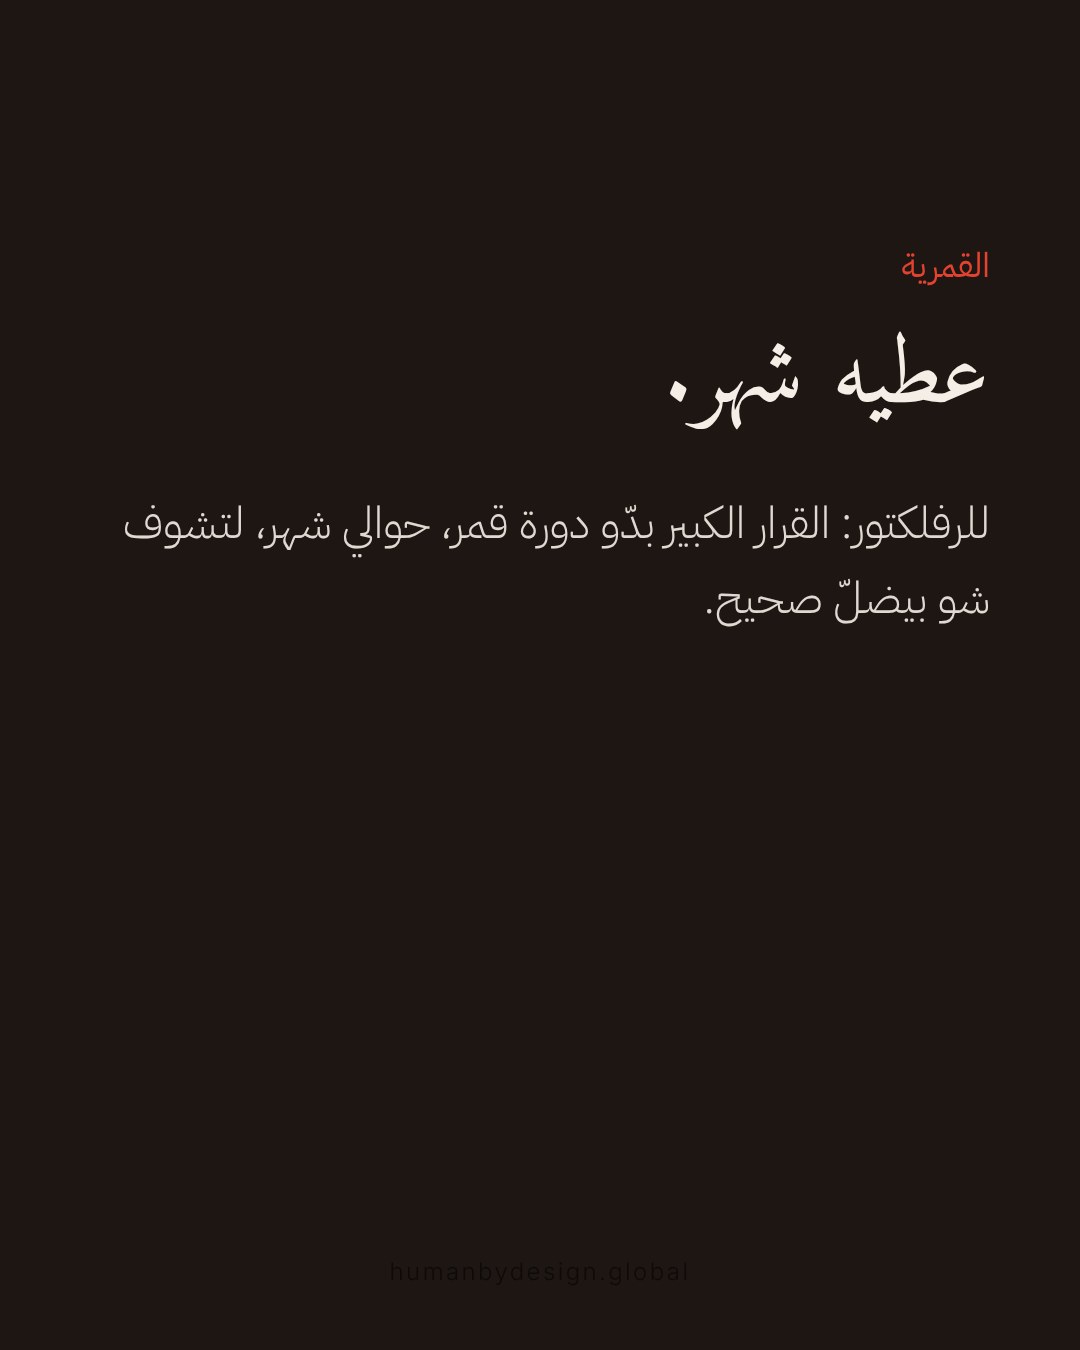 القمرية
عطيه شهر.
للرفلكتور: القرار الكبير بدّو دورة قمر، حوالي شهر، لتشوف
شو بيضلّ صحيح.
humanbydesign.global